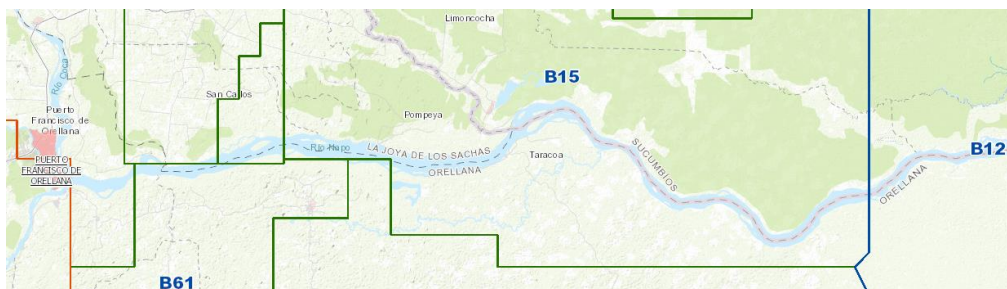 Limoncocha
B15
Río Coca
San Carlos
Puerto
Francisco de
Orellana
Pompeya
Río Napo
LA JOYA DE LOS SACHAS
ORELLANA
Taracoa
SUCUMBÍOS
B12
PUERTO
FRANCISCO DE
ORELLANA
ORELLANA
B61